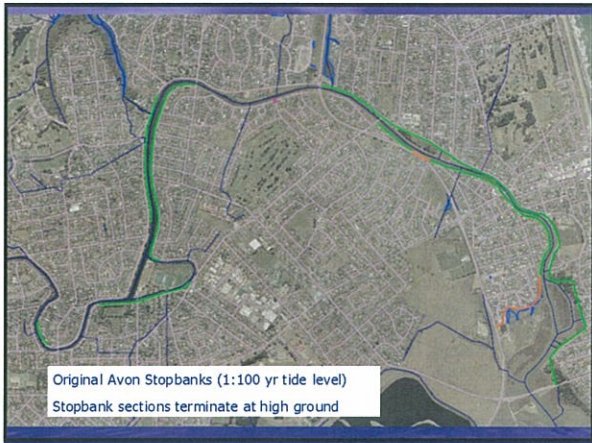 Original Avon Stopbanks (1:100 yr tide level)
Stopbank sections terminate at high ground